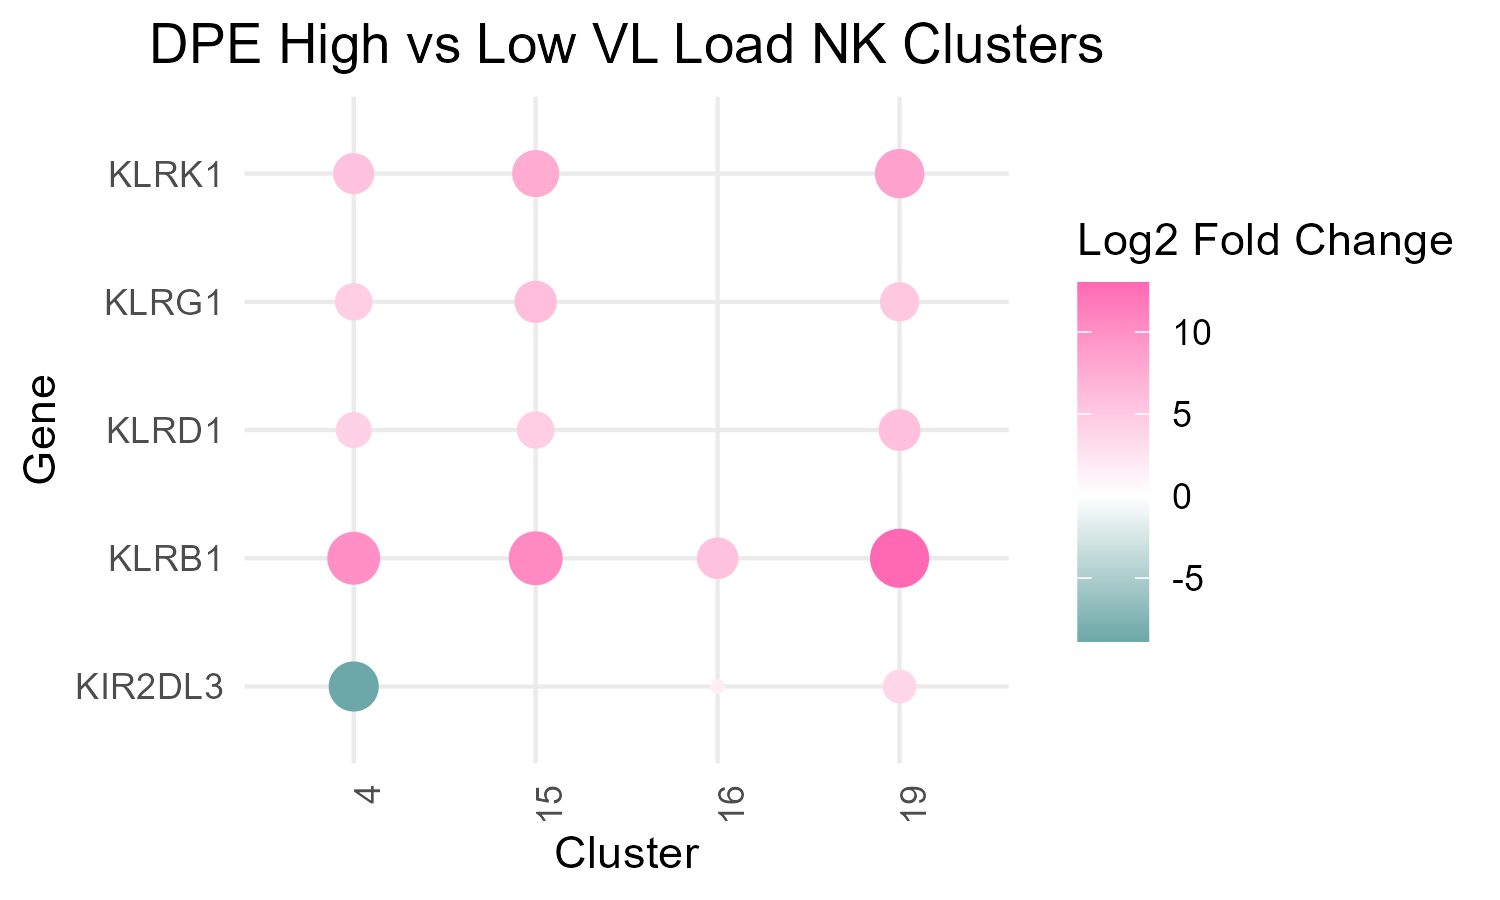 DPE High vs Low VL Load NK Clusters
KLRK1
KLRG1
KLRD1
KLRB1
KIR2DL3
Gene
4
15
16
19
Cluster
Log2 Fold Change
10
5
0
-5